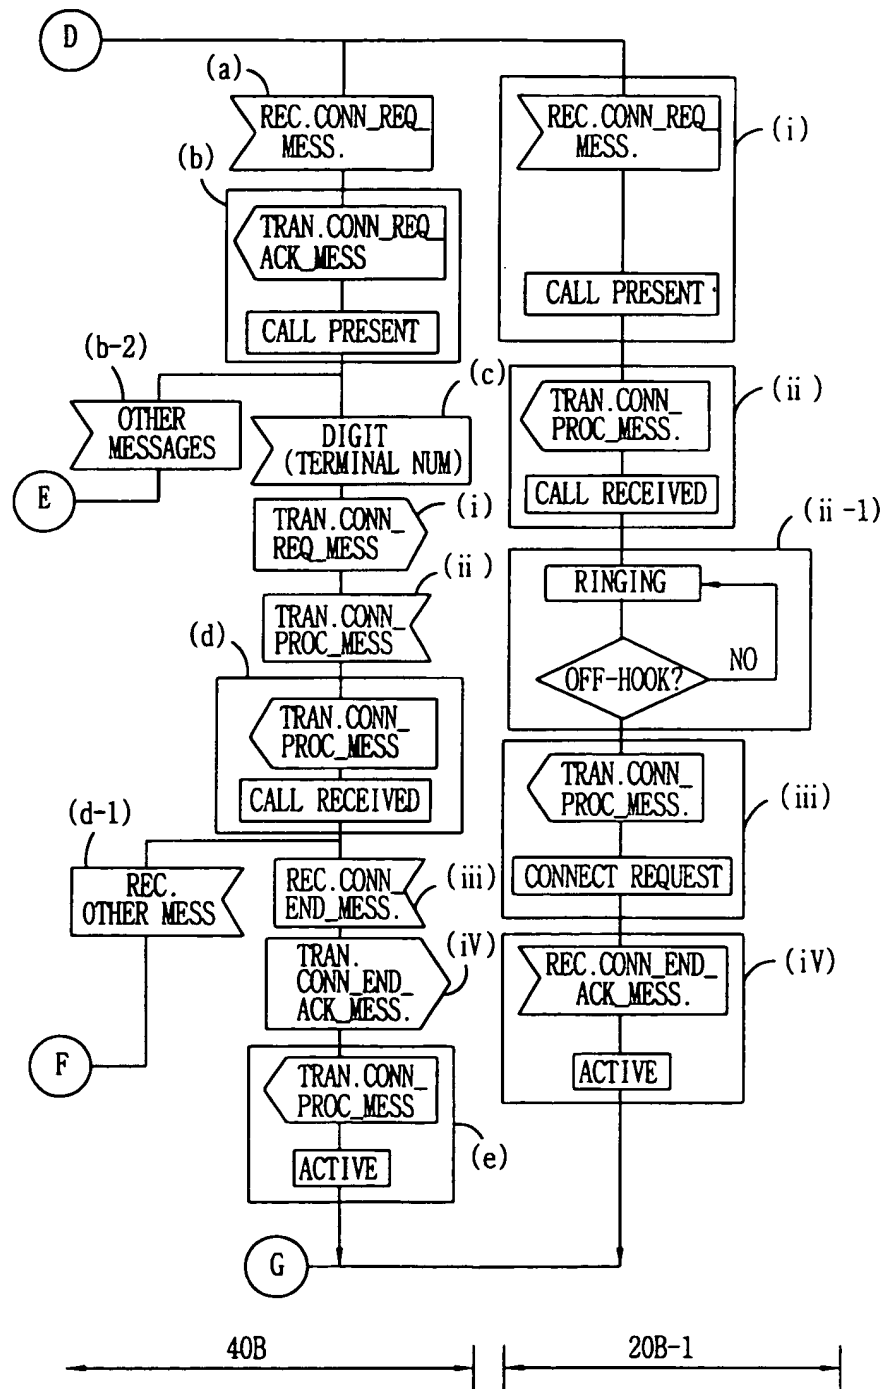 D
(a)
REC.CONN_REQ_
MESS.
(b)
TRAN.CONN_REQ_
ACK_MESS
CALL PRESENT
(b-2)
OTHER
MESSAGES
E
(c)
DIGIT
(TERMINAL NUM)
(i)
TRAN.CONN_
REQ_MESS
(ii)
TRAN.CONN_
PROC_MESS
(d)
TRAN.CONN_
PROC_MESS
CALL RECEIVED
(d-1)
REC.
OTHER MESS
F
REC.CONN_
END_MESS.
(iii)
TRAN.
CONN_END_
ACK_MESS.
(iV)
TRAN.CONN_
PROC_MESS
ACTIVE
(e)
G
40B
REC.CONN_REQ_
MESS.
(i)
CALL PRESENT
TRAN.CONN_
PROC_MESS.
(ii)
CALL RECEIVED
(ii-1)
RINGING
OFF-HOOK?
NO
TRAN.CONN_
PROC_MESS.
(iii)
CONNECT REQUEST
REC.CONN_END_
ACK_MESS.
(iV)
ACTIVE
20B-1